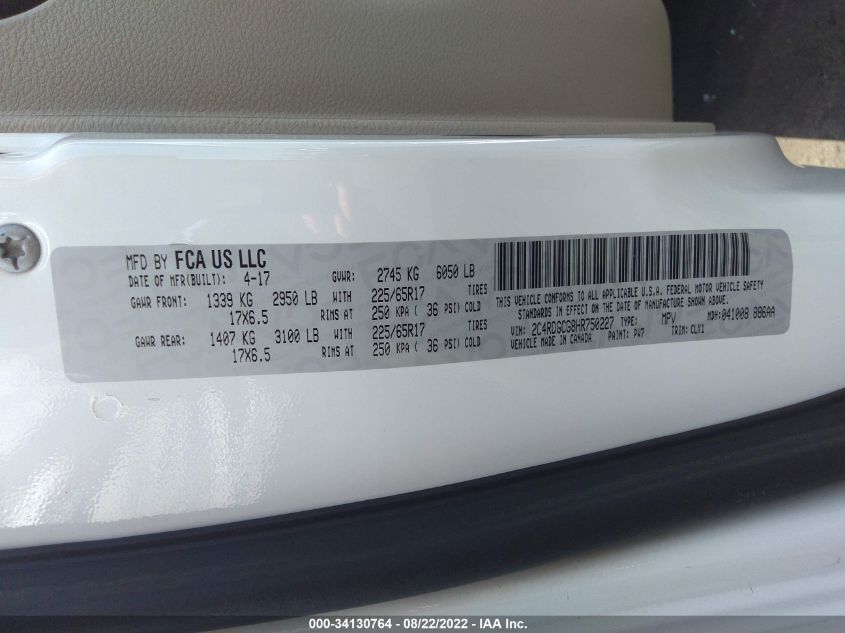 MFD BY FCA US LLC
DATE OF MFR(BUILT): 4-17 GVWR: 2745 KG 6050 LB
GAWR FRONT: 1339 KG 2950 LB WITH 225/65R17 TIRES
17X6.5 RIMS AT 250 KPA ( 36 PSI) COLD
GAWR REAR: 1407 KG 3100 LB WITH 225/65R17 TIRES
17X6.5 RIMS AT 250 KPA ( 36 PSI) COLD
THIS VEHICLE CONFORMS TO ALL APPLICABLE U.S.A. FEDERAL MOTOR VEHICLE SAFETY
STANDARDS IN EFFECT ON THE DATE OF MANUFACTURE SHOWN ABOVE.
VIN: 2C4RDGCG8HR750227 TYPE: MPV MDH: 041008 886AA
VEHICLE MADE IN CANADA PAINT: PW7 TRIM: CLX1
000-34130764 - 08/22/2022 - IAA Inc.